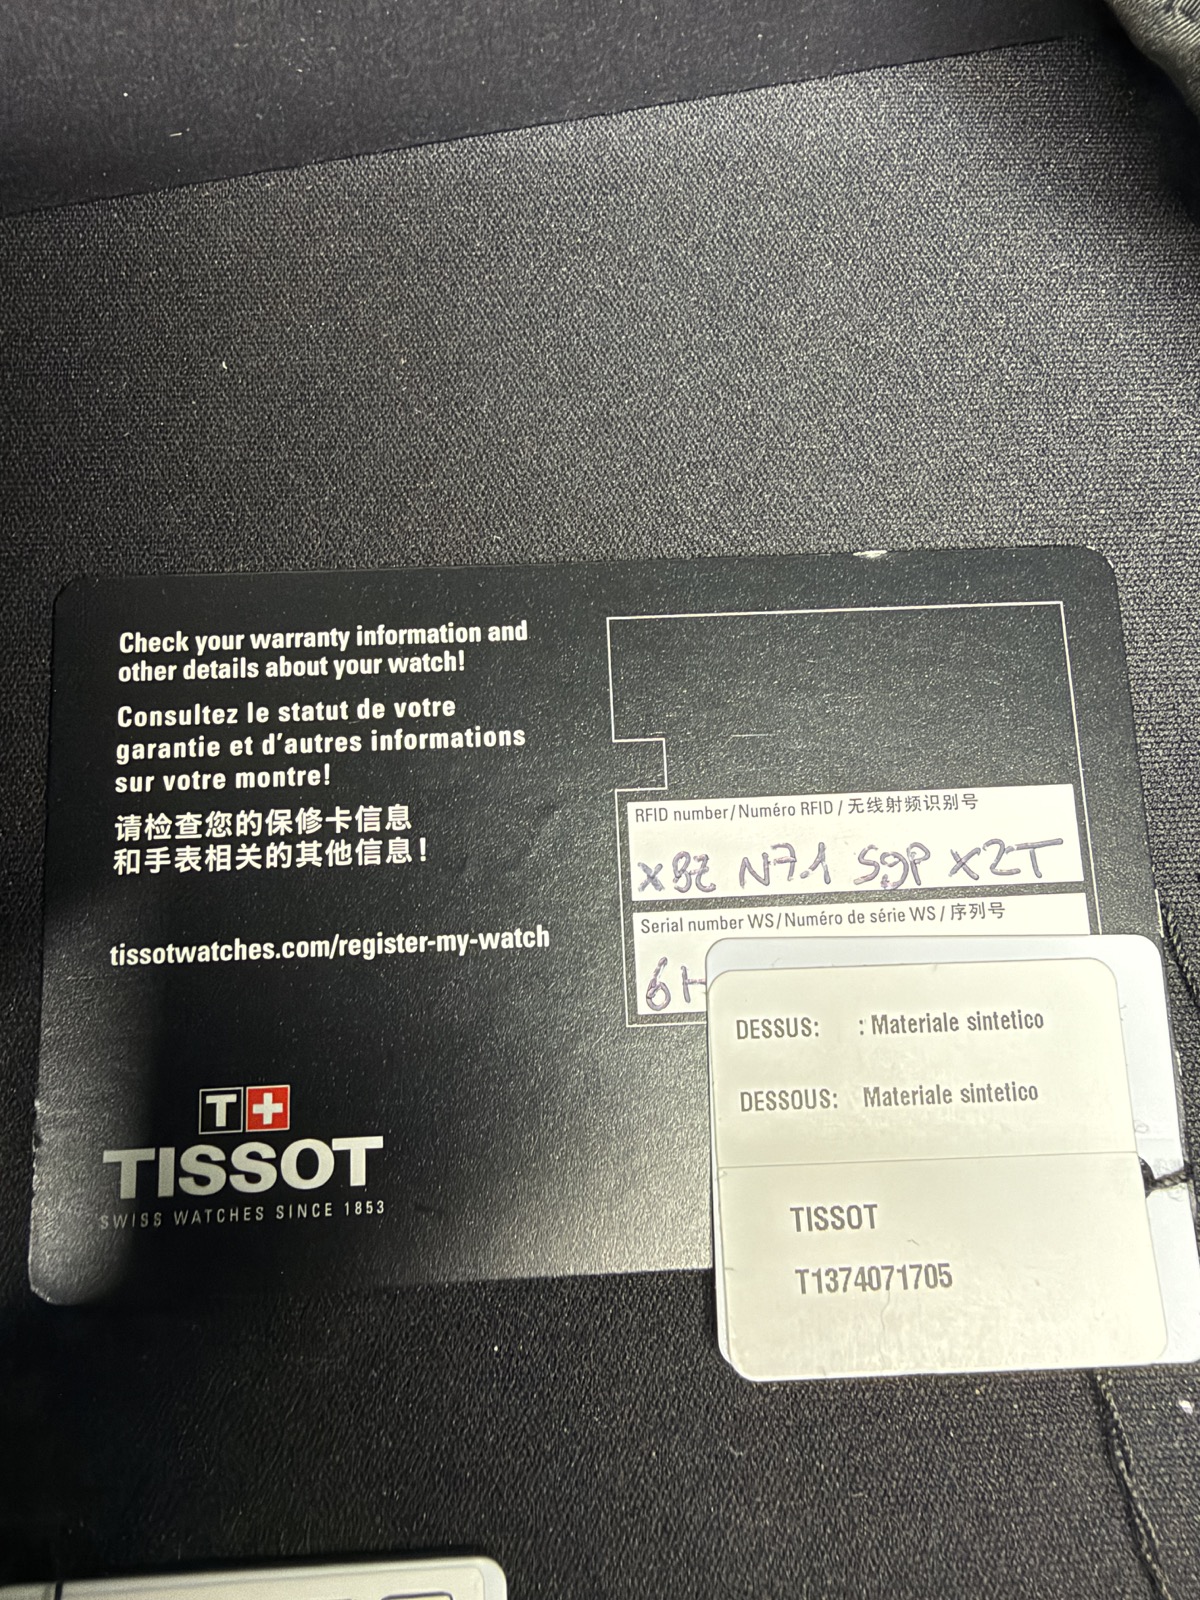 Check your warranty information and
other details about your watch!
Consultez le statut de votre
garantie et d'autres informations
sur votre montre!
请检查您的保修卡信息
和手表相关的其他信息！
tissotwatches.com/register-my-watch
T+
TISSOT
SWISS WATCHES SINCE 1853
RFID number/Numéro RFID / 无线射频识别号
N71 X2T
Serial number WS/Numéro de série WS / 序列号
6H
DESSUS: : Materiale sintetico
DESSOUS: Materiale sintetico
TISSOT
T1374071705